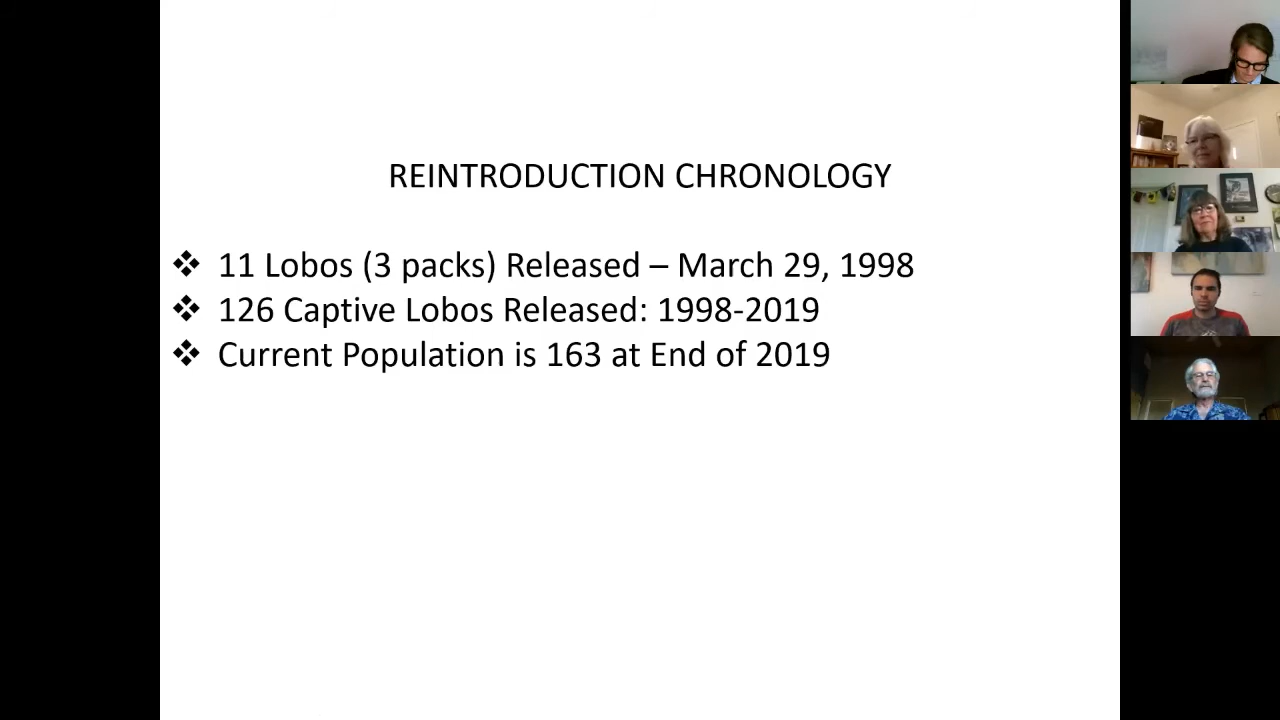 REINTRODUCTION CHRONOLOGY
❖ 11 Lobos (3 packs) Released – March 29, 1998
❖ 126 Captive Lobos Released: 1998-2019
❖ Current Population is 163 at End of 2019